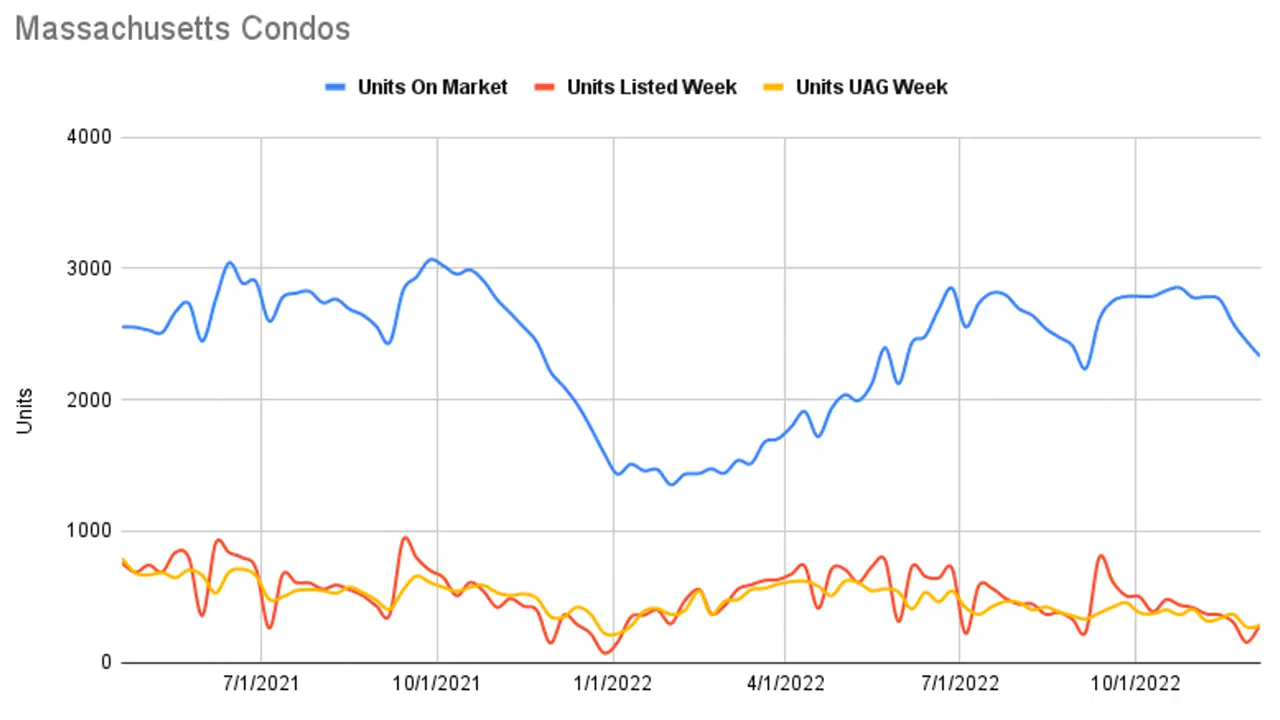 Massachusetts Condos
Units On Market Units Listed Week Units UAG Week
4000
3000
2000
1000
0
Units
7/1/2021 10/1/2021 1/1/2022 4/1/2022 7/1/2022 10/1/2022